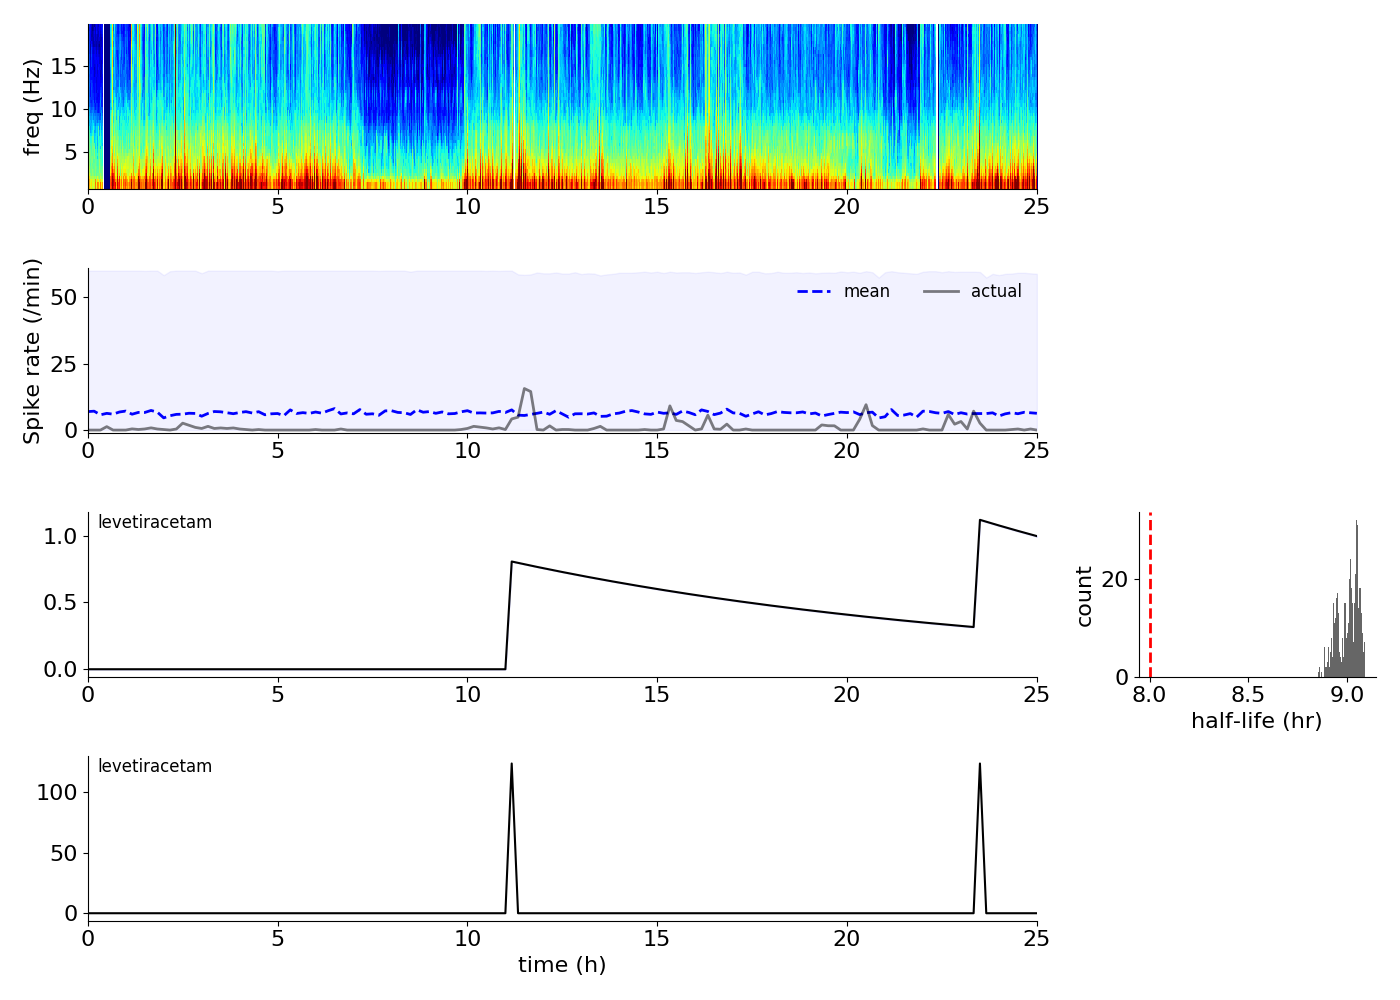 freq (Hz)
15
10
5
0 5 10 15 20 25
Spike rate (/min)
50
25
0
mean actual
0 5 10 15 20 25
levetiracetam
1.0
0.5
0.0
0 5 10 15 20 25
count
20
0
8.0 8.5 9.0
half-life (hr)
levetiracetam
100
50
0
0 5 10 15 20 25
time (h)